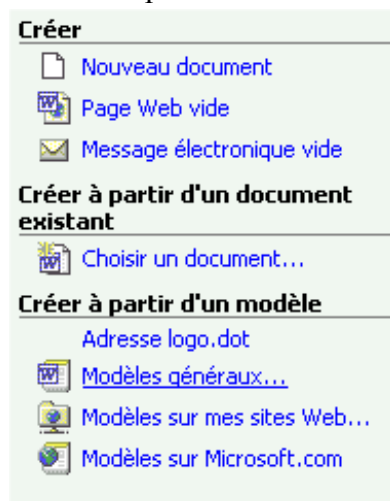 Créer
Nouveau document
Page Web vide
Message électronique vide
Créer à partir d'un document
existant
Choisir un document...
Créer à partir d'un modèle
Adresse logo.dot
Modèles généraux...
Modèles sur mes sites Web...
Modèles sur Microsoft.com